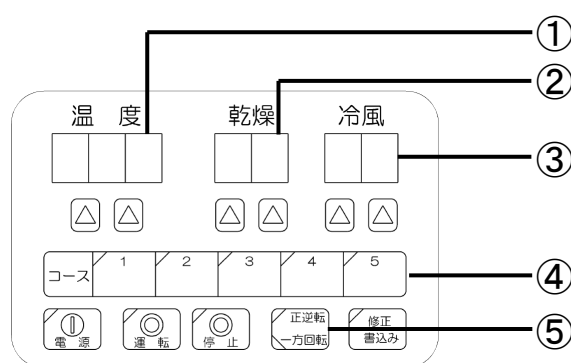 ①
②
温 度
乾燥
冷風
③
コース
1
2
3
4
5
④
電 源
運 転
停 止
正逆転
一方回転
修正
書込み
⑤